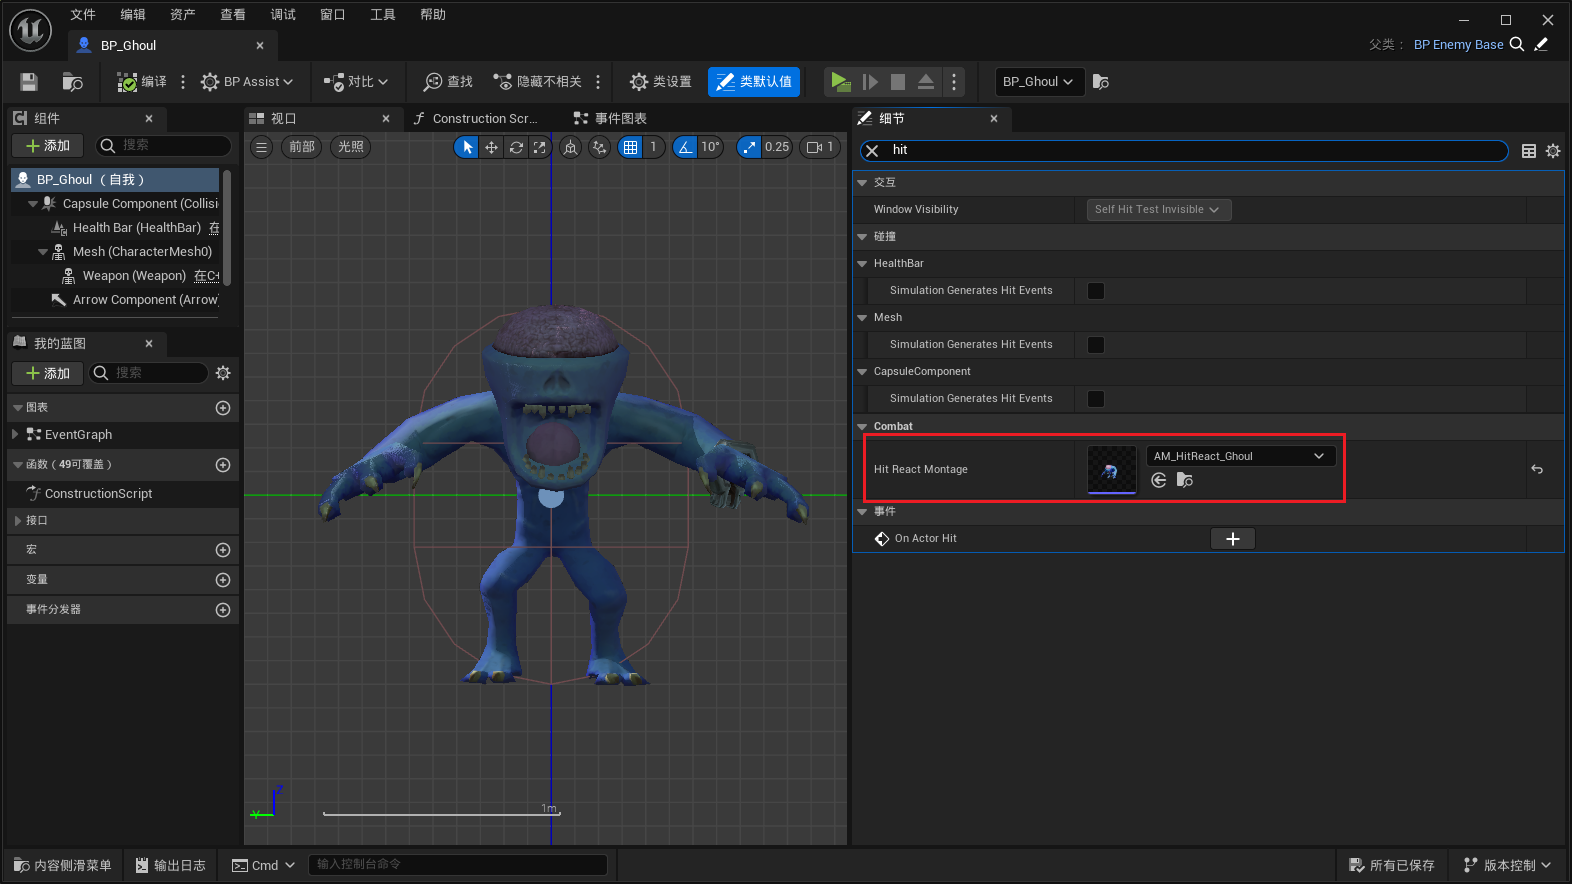 文件 编辑 资产 查看 调试 窗口 工具 帮助
BP_Ghoul
父类： BP Enemy Base
编译 BP Assist 对比 查找 隐藏不相关 类设置 类默认值 BP_Ghoul
组件
添加 搜索
BP_Ghoul （自我）
Capsule Component (Collisi
Health Bar (HealthBar) 在
Mesh (CharacterMesh0)
Weapon (Weapon) 在C+
Arrow Component (Arrow)
我的蓝图
添加 搜索
图表
EventGraph
函数（49可覆盖）
ConstructionScript
接口
宏
变量
事件分发器
视口 Construction Scr... 事件图表
前部 光照 1 10° 0.25 1
Z
Y
1m
细节
hit
交互
Window Visibility Self Hit Test Invisible
碰撞
HealthBar
Simulation Generates Hit Events
Mesh
Simulation Generates Hit Events
CapsuleComponent
Simulation Generates Hit Events
Combat
Hit React Montage AM_HitReact_Ghoul
事件
On Actor Hit
内容侧滑菜单 输出日志 Cmd 输入控制台命令 所有已保存 版本控制